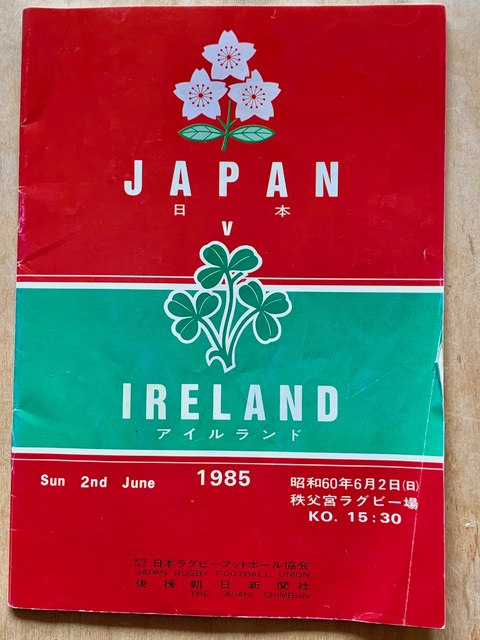 JAPAN
日本
v
IRELAND
アイルランド
Sun 2nd June
1985
昭和60年6月2日(日)
秩父宮ラグビー場
KO. 15:30
日本ラグビーフットボール協会
JAPAN RUGBY FOOTBALL UNION
後援朝日新聞社
THE ASAHI SHIMBUN